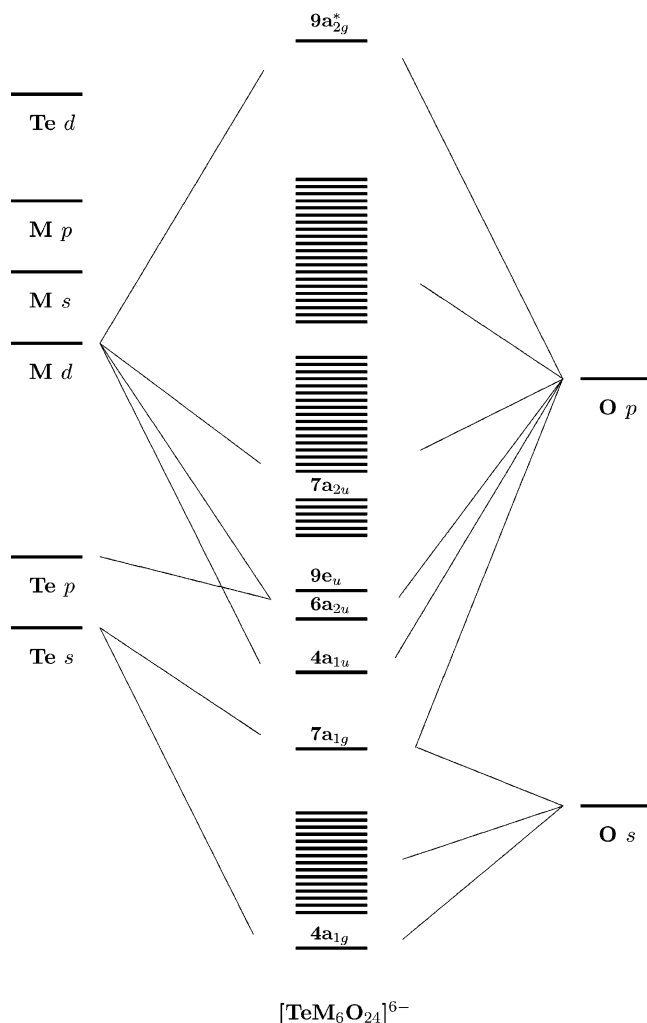 9a*2g
Te d
M p
M s
M d
O p
7a2u
9eu
Te p
6a2u
4a1u
Te s
7a1g
O s
4a1g
[TeM6O24]6−